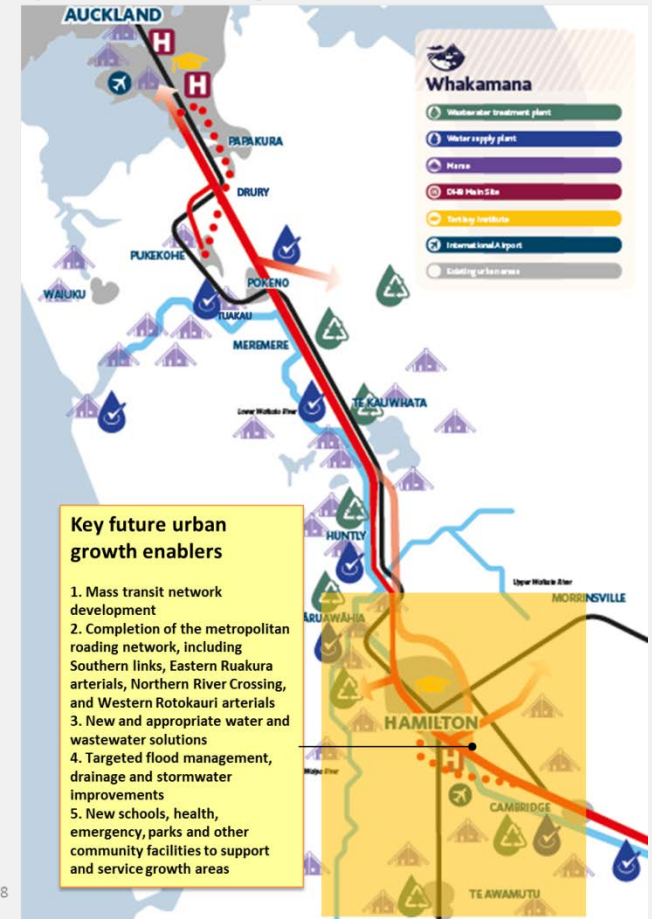 AUCKLAND
H
H
PAPAKURA
DRURY
PUKEKOHE
WAIUKU
POKENO
TUAKAU
MEREMERE
Lower Waikato River
TE KAUWHATA
HUNTLY
Upper Waikato River
MORRINSVILLE
ĀRUAWĀHIA
HAMILTON
H
Waipa River
CAMBRIDGE
TE AWAMUTU
Whakamana
Wastewater treatment plant
Water supply plant
Marae
DHB Main Site
Tertiary Institute
International Airport
Existing urban areas
Key future urban
growth enablers
1. Mass transit network
development
2. Completion of the metropolitan
roading network, including
Southern links, Eastern Ruakura
arterials, Northern River Crossing,
and Western Rotokauri arterials
3. New and appropriate water and
wastewater solutions
4. Targeted flood management,
drainage and stormwater
improvements
5. New schools, health,
emergency, parks and other
community facilities to support
and service growth areas
8